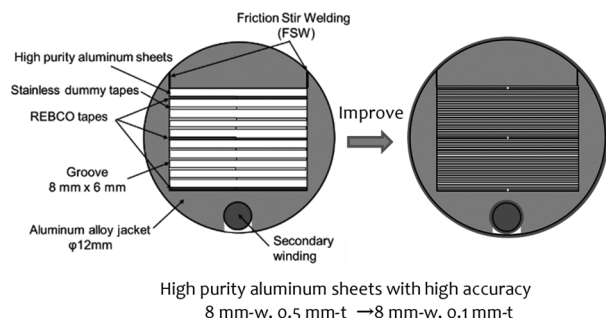 Friction Stir Welding
(FSW)
High purity aluminum sheets
Stainless dummy tapes
REBCO tapes
Improve
Groove
8 mm x 6 mm
Aluminum alloy jacket
φ12mm
Secondary
winding
High purity aluminum sheets with high accuracy
8 mm-w, 0.5 mm-t →8 mm-w, 0.1 mm-t